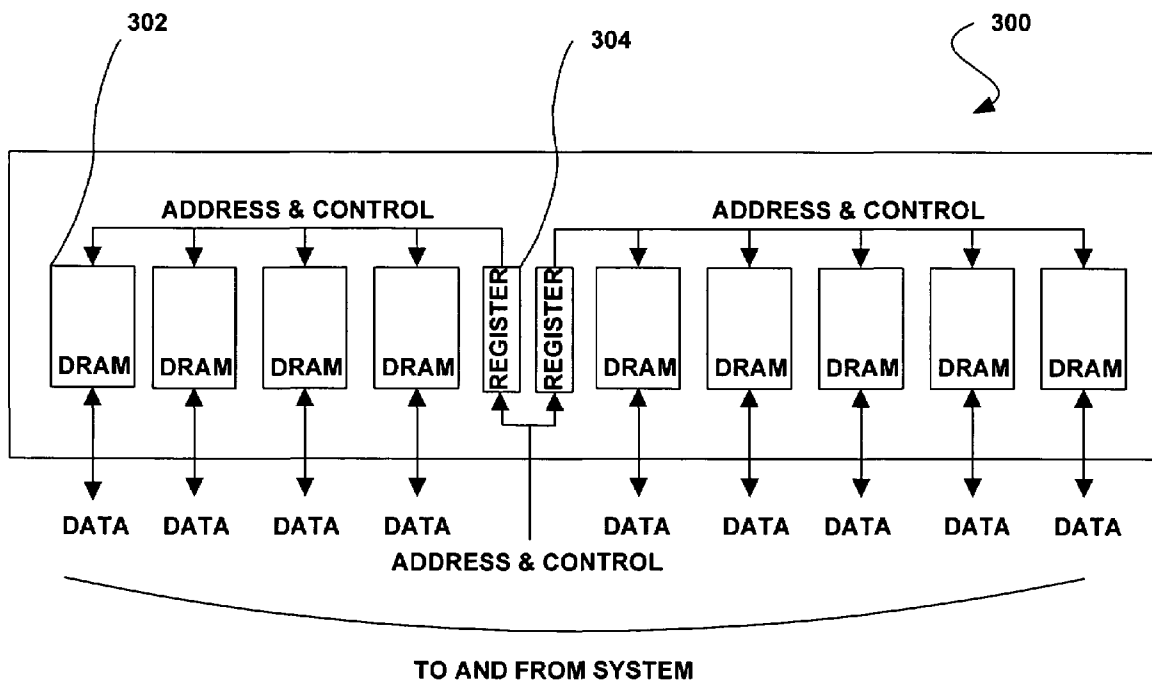 302
304
300
ADDRESS & CONTROL
ADDRESS & CONTROL
DRAM
DRAM
DRAM
DRAM
REGISTER
REGISTER
DRAM
DRAM
DRAM
DRAM
DRAM
DATA
DATA
DATA
DATA
DATA
DATA
DATA
DATA
DATA
ADDRESS & CONTROL
TO AND FROM SYSTEM